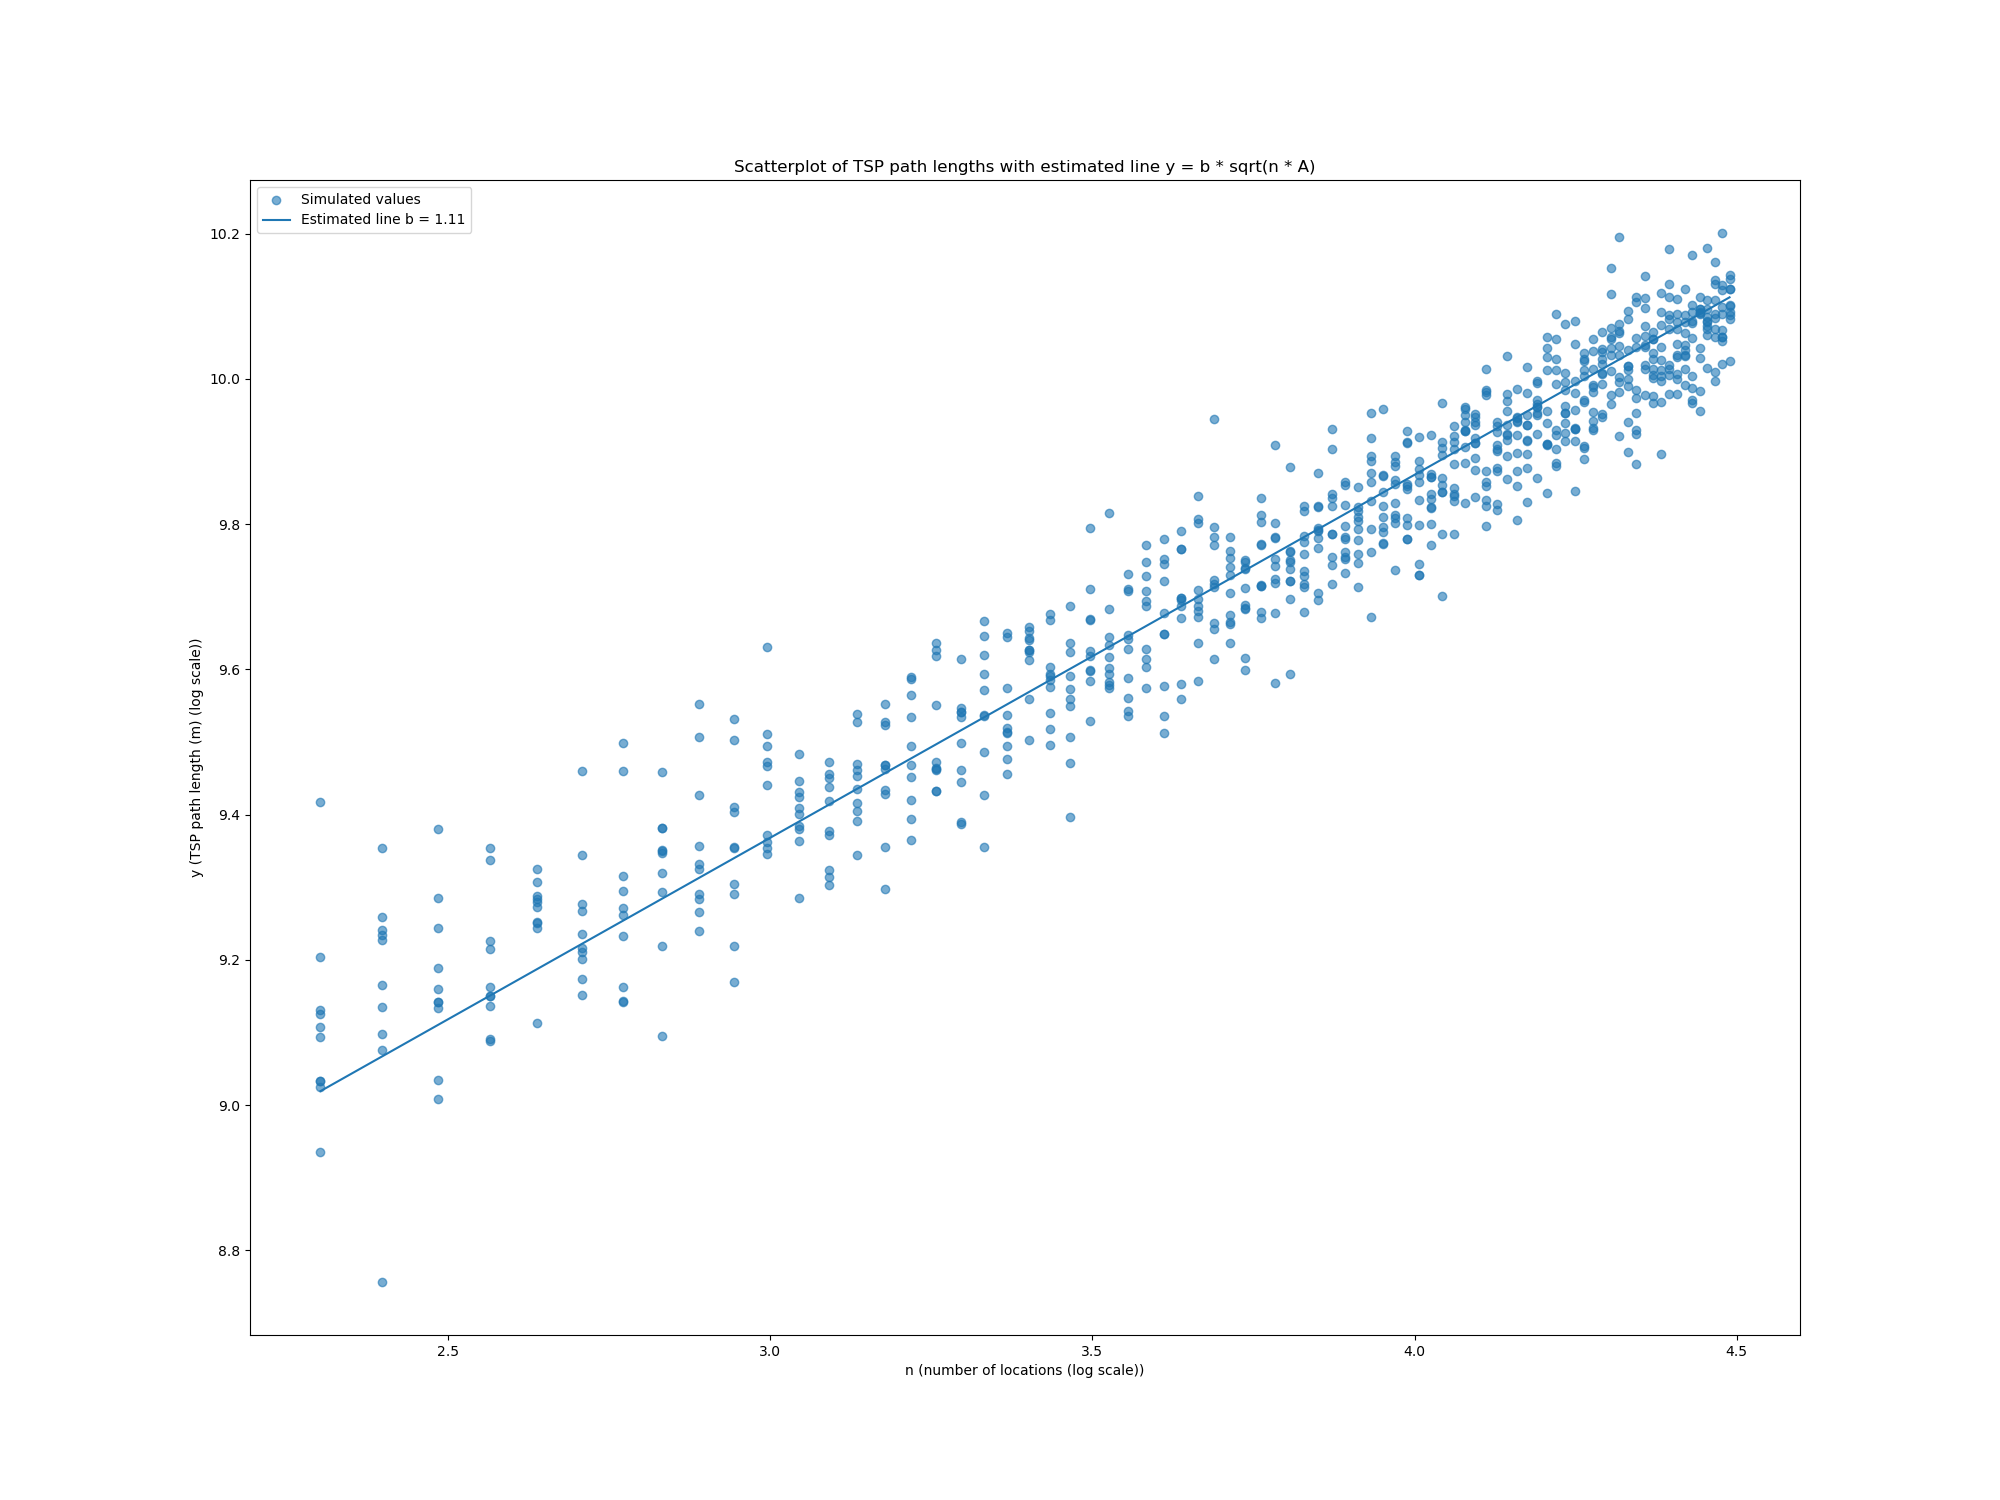 Scatterplot of TSP path lengths with estimated line y = b * sqrt(n * A)
Simulated values
Estimated line b = 1.11
10.2
10.0
9.8
9.6
9.4
9.2
9.0
8.8
y (TSP path length (m) (log scale))
2.5 3.0 3.5 4.0 4.5
n (number of locations (log scale))